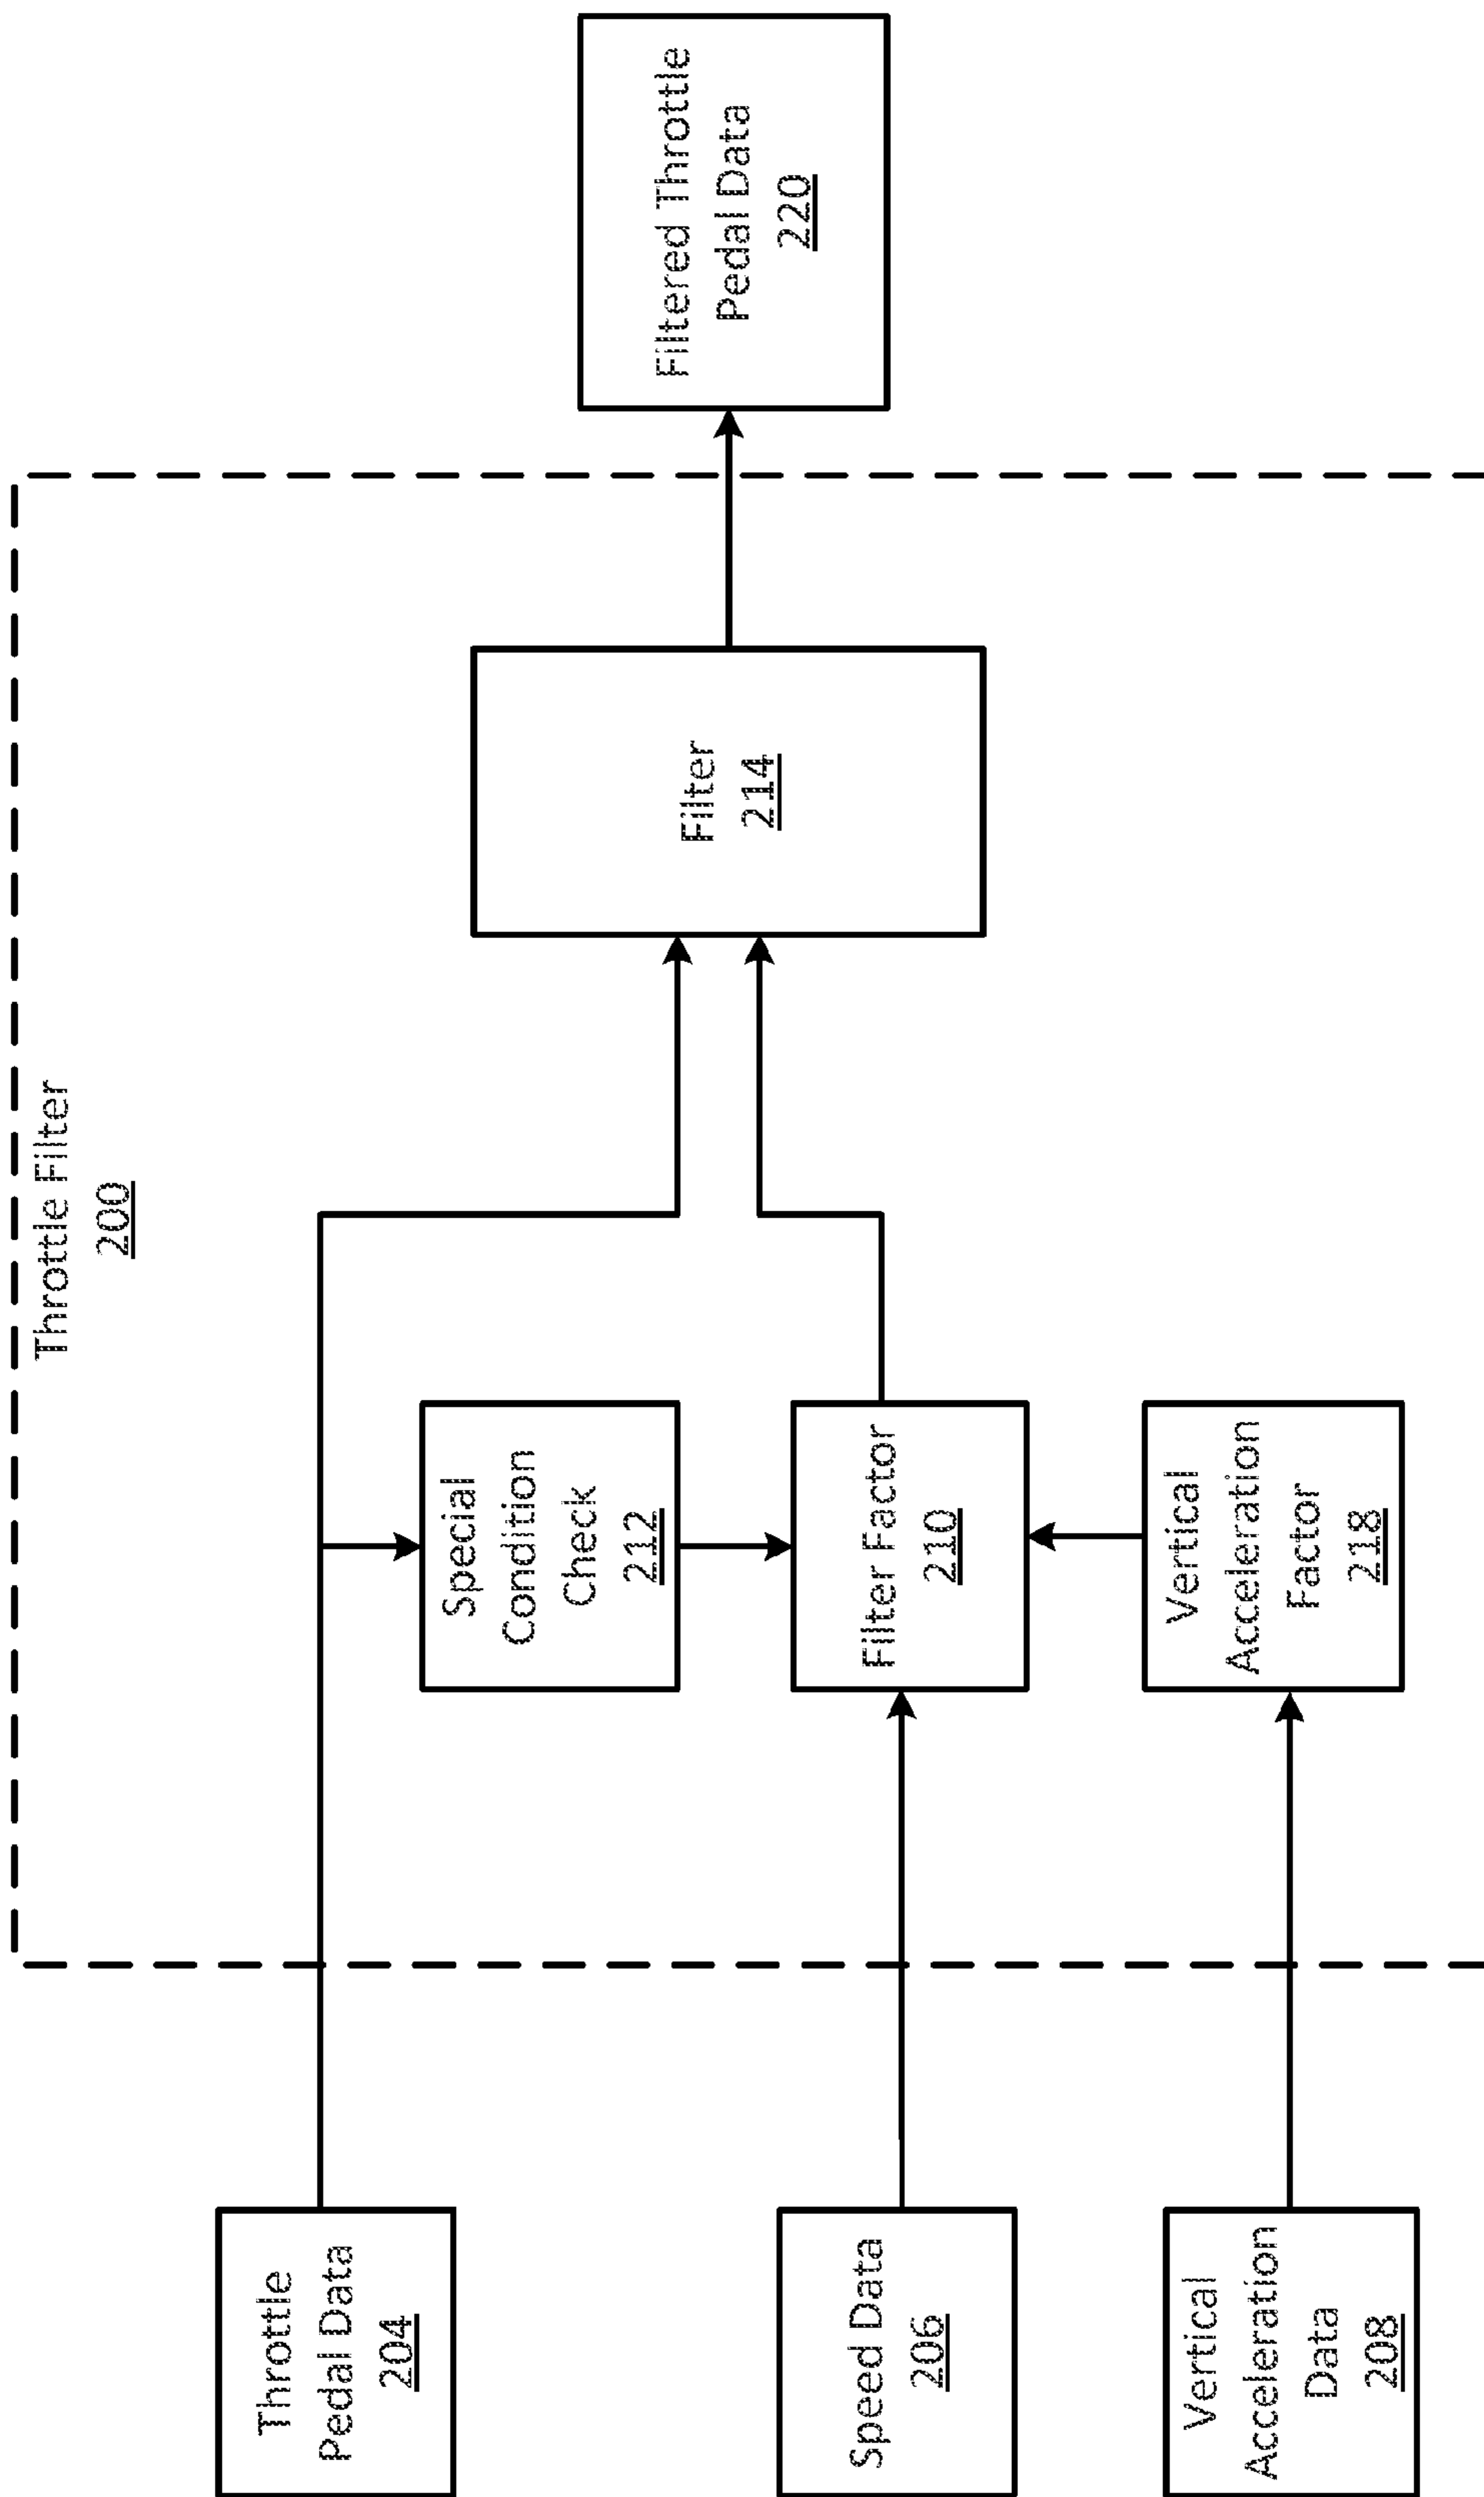 Throttle Filter
200
Throttle
Pedal Data
204
Special
Condition
Check
212
Filter
214
Filtered Throttle
Pedal Data
220
Speed Data
206
Filter Factor
210
Vertical
Acceleration
Data
208
Vertical
Acceleration
Factor
218